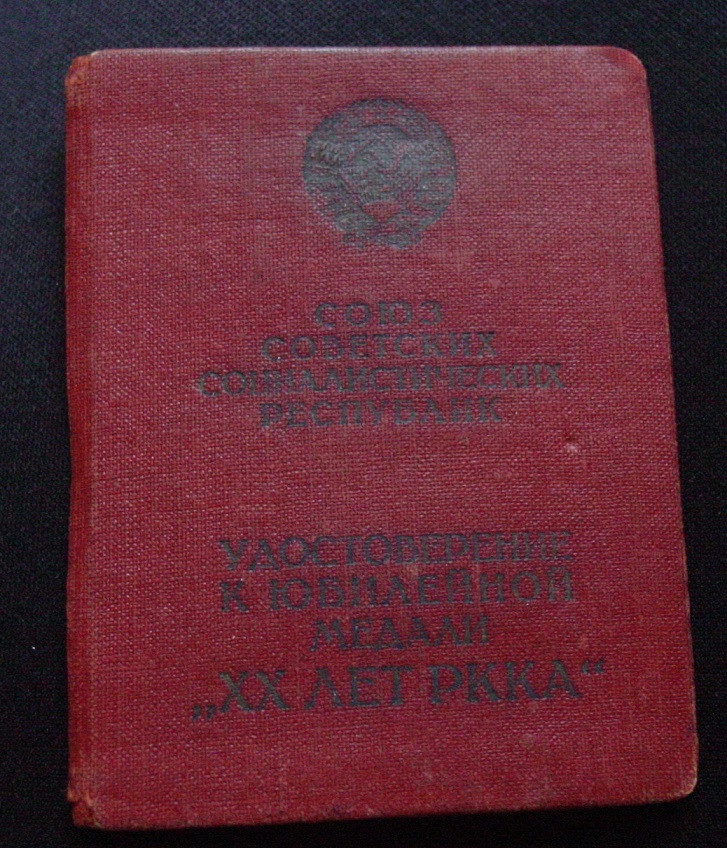 СОЮЗ
СОВЕТСКИХ
СОЦИАЛИСТИЧЕСКИХ
РЕСПУБЛИК
УДОСТОВЕРЕНИЕ
К ЮБИЛЕЙНОЙ
МЕДАЛИ
„XX ЛЕТ РККА“